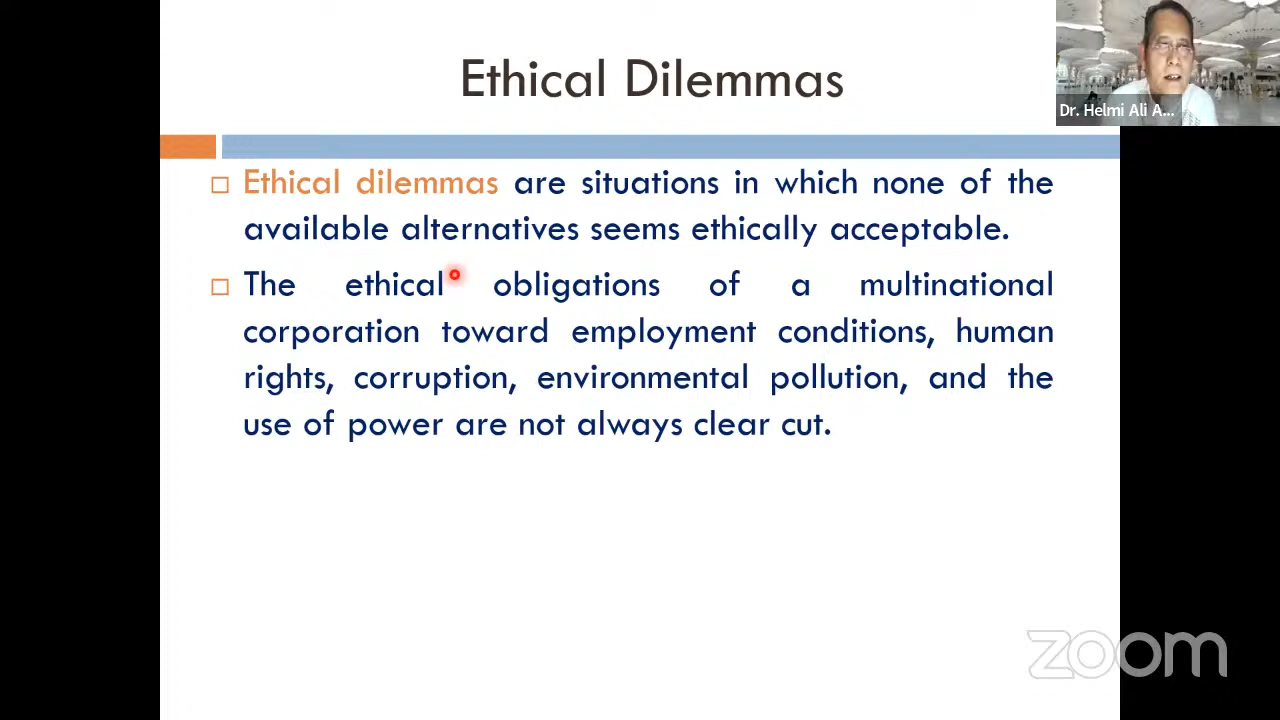 Ethical Dilemmas
Dr. Helmi Ali A...
Ethical dilemmas are situations in which none of the
available alternatives seems ethically acceptable.
The ethical obligations of a multinational
corporation toward employment conditions, human
rights, corruption, environmental pollution, and the
use of power are not always clear cut.
zoom